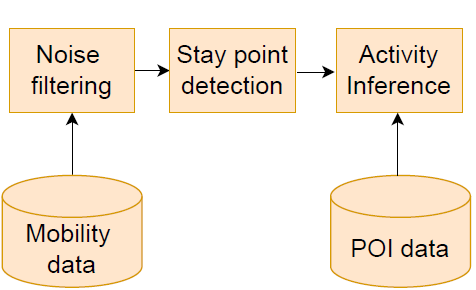 Noise
filtering
Stay point
detection
Activity
Inference
Mobility
data
POI data